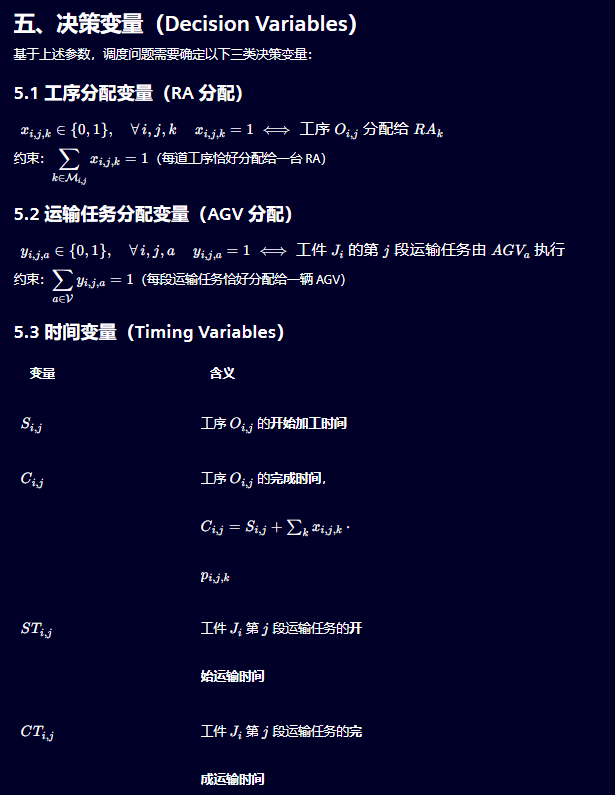 五、决策变量（Decision Variables）
基于上述参数，调度问题需要确定以下三类决策变量：
5.1 工序分配变量（RA 分配）
$x_{i,j,k} \in \{0,1\}, \quad \forall\, i,j,k \quad x_{i,j,k} = 1 \iff$ 工序 $O_{i,j}$ 分配给 $RA_k$
约束：$\sum_{k \in \mathcal{M}_{i,j}} x_{i,j,k} = 1$（每道工序恰好分配给一台 RA）
5.2 运输任务分配变量（AGV 分配）
$y_{i,j,a} \in \{0,1\}, \quad \forall\, i,j,a \quad y_{i,j,a} = 1 \iff$ 工件 $J_i$ 的第 $j$ 段运输任务由 $AGV_a$ 执行
约束：$\sum_{a \in \mathcal{V}} y_{i,j,a} = 1$（每段运输任务恰好分配给一辆 AGV）
5.3 时间变量（Timing Variables）
变量 含义
$S_{i,j}$ 工序 $O_{i,j}$ 的开始加工时间
$C_{i,j}$ 工序 $O_{i,j}$ 的完成时间，
$C_{i,j} = S_{i,j} + \sum_k x_{i,j,k} \cdot$
$p_{i,j,k}$
$ST_{i,j}$ 工件 $J_i$ 第 $j$ 段运输任务的开
始运输时间
$CT_{i,j}$ 工件 $J_i$ 第 $j$ 段运输任务的完
成运输时间